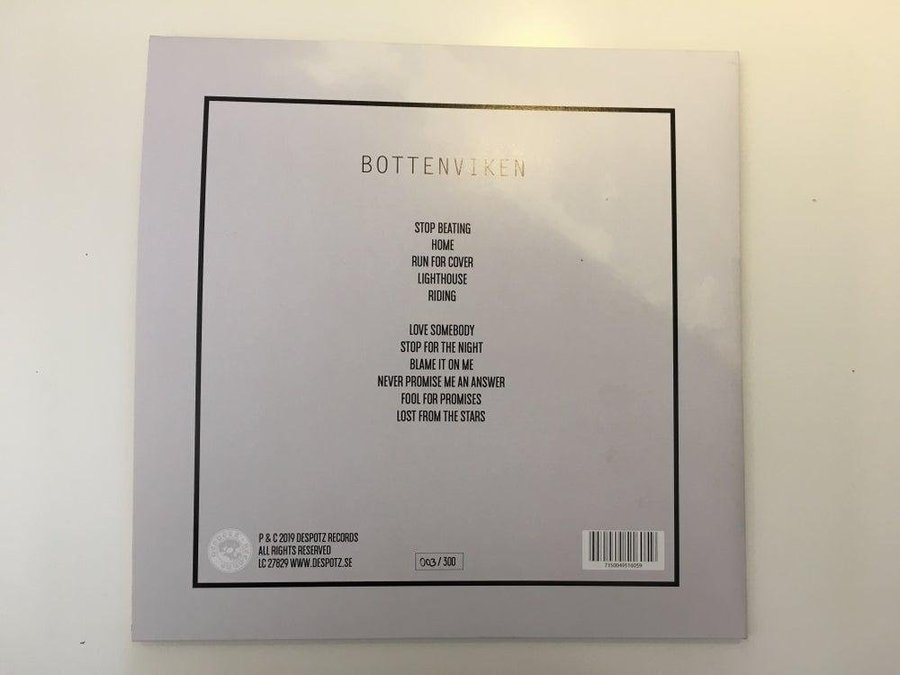 BOTTENVIKEN
STOP BEATING
HOME
RUN FOR COVER
LIGHTHOUSE
RIDING
LOVE SOMEBODY
STOP FOR THE NIGHT
BLAME IT ON ME
NEVER PROMISE ME AN ANSWER
FOOL FOR PROMISES
LOST FROM THE STARS
P & C 2019 DESPOTZ RECORDS
ALL RIGHTS RESERVED
LC 27829 WWW.DESPOTZ.SE
003 / 300